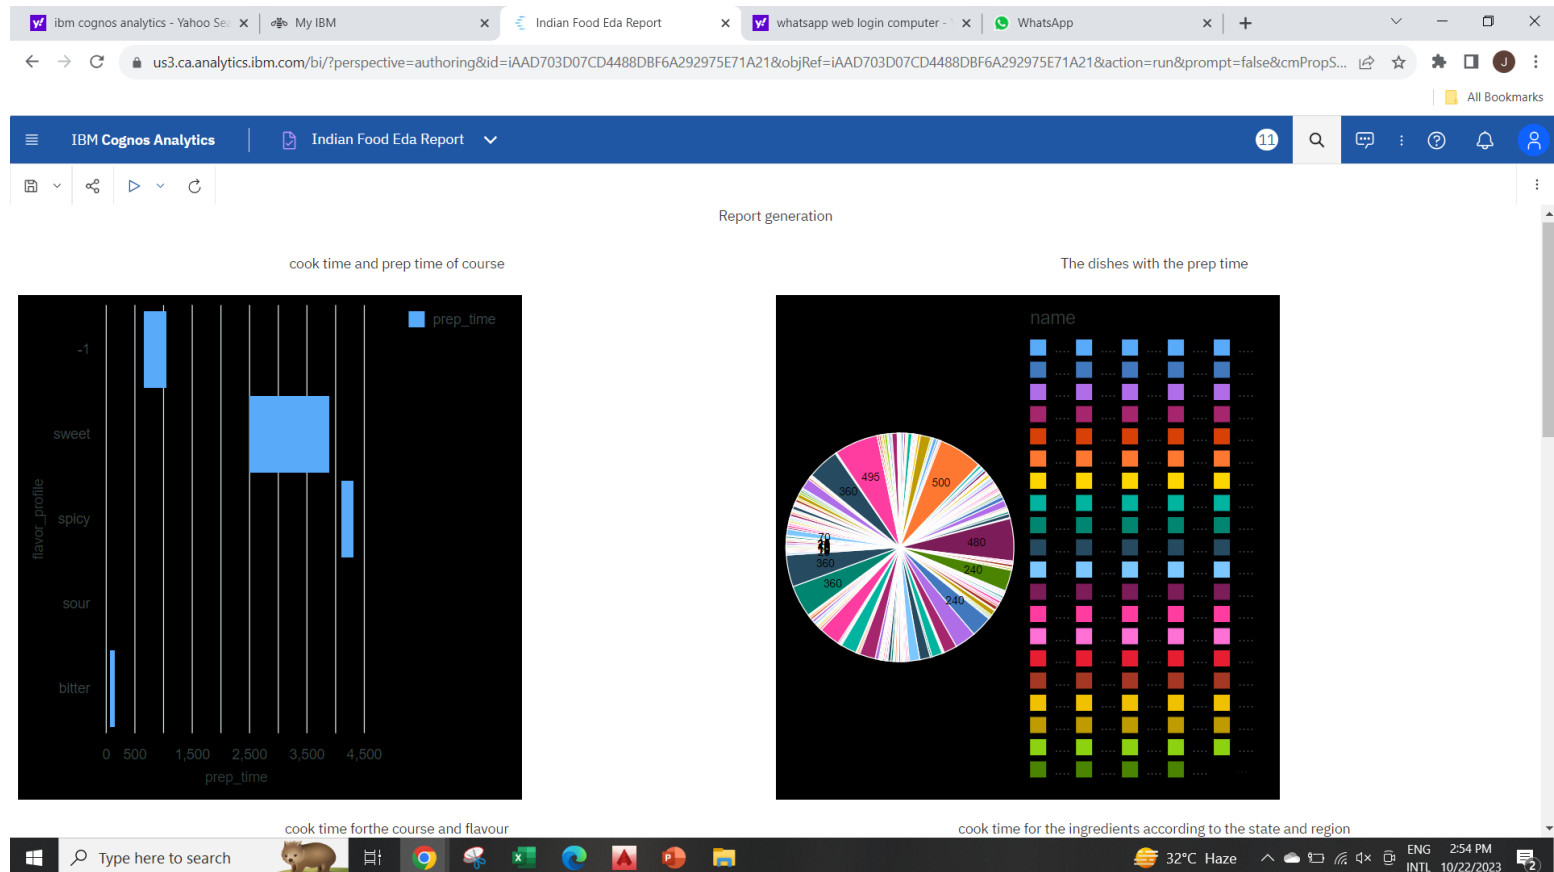 ibm cognos analytics - Yahoo Sea
My IBM
Indian Food Eda Report
whatsapp web login computer -
WhatsApp
us3.ca.analytics.ibm.com/bi/?perspective=authoring&id=iAAD703D07CD4488DBF6A292975E71A21&objRef=iAAD703D07CD4488DBF6A292975E71A21&action=run&prompt=false&cmPropS...
J
All Bookmarks
IBM Cognos Analytics
Indian Food Eda Report
11
Report generation
cook time and prep time of course
The dishes with the prep time
prep_time
-1
sweet
spicy
sour
bitter
flavor_profile
0 500 1,500 2,500 3,500 4,500
prep_time
name
495
500
360
480
70
360
240
360
240
cook time forthe course and flavour
cook time for the ingredients according to the state and region
Type here to search
32°C Haze
ENG
INTL
2:54 PM
10/22/2023
2